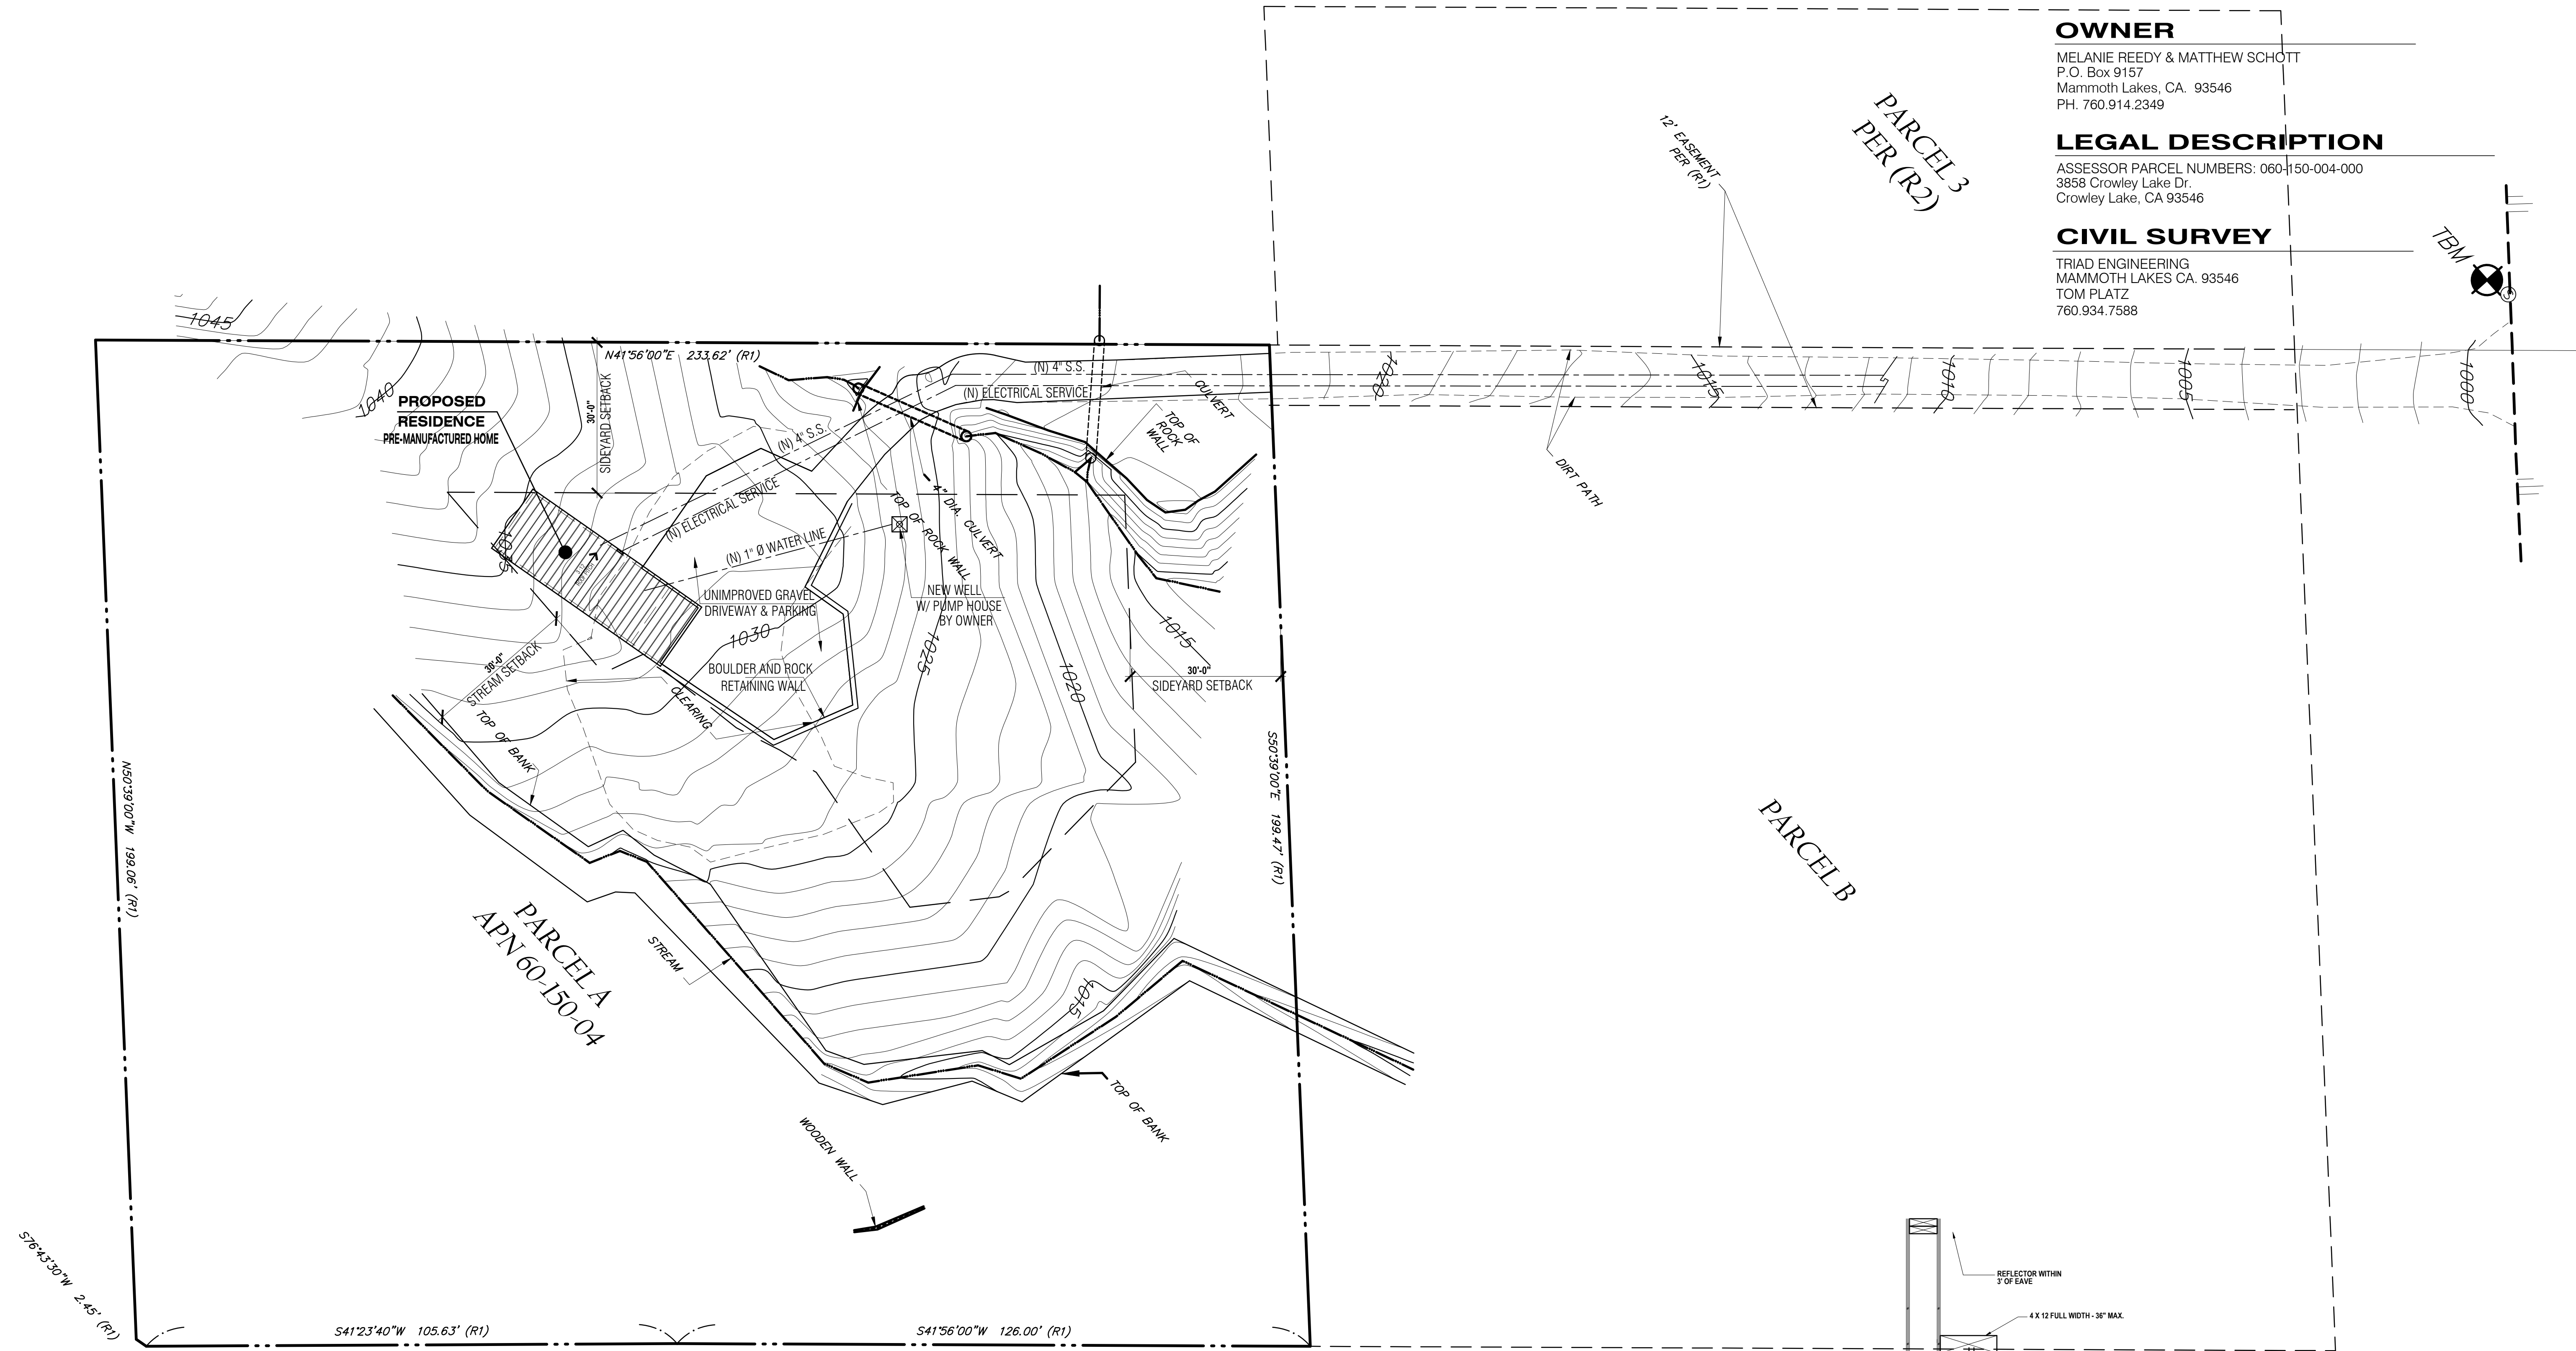 OWNER
MELANIE REEDY & MATTHEW SCHOTT
P.O. Box 9157
Mammoth Lakes, CA.  93546
PH. 760.914.2349
LEGAL DESCRIPTION
ASSESSOR PARCEL NUMBERS: 060-150-004-000
3858 Crowley Lake Dr.
Crowley Lake, CA 93546
CIVIL SURVEY
TRIAD ENGINEERING
MAMMOTH LAKES CA. 93546
TOM PLATZ
760.934.7588
TBM
PARCEL 3
PER (R2)
12' EASEMENT
PER (R1)
1045
N41°56'00"E 233.62' (R1)
1040
PROPOSED
RESIDENCE
PRE-MANUFACTURED HOME
30'-0"
SIDEYARD SETBACK
(N) 4" S.S.
(N) ELECTRICAL SERVICE
CULVERT
TOP OF
ROCK
WALL
1020
1015
1010
1005
1000
DIRT PATH
(N) 4" S.S.
(N) ELECTRICAL SERVICE
(N) 1" Ø WATER LINE
TOP OF ROCK WALL
4" DIA. CULVERT
1035
UNIMPROVED GRAVEL
DRIVEWAY & PARKING
NEW WELL
W/ PUMP HOUSE
BY OWNER
1030
1025
1020
1015
BOULDER AND ROCK
RETAINING WALL
30'-0"
SIDEYARD SETBACK
30'-0"
STREAM SETBACK
CLEARING
TOP OF BANK
N50°39'00"W 199.06' (R1)
S50°39'00"E 199.47' (R1)
PARCEL B
PARCEL A
APN 60-150-04
STREAM
1015
TOP OF BANK
WOODEN WALL
S76°43'30"W 2.45' (R1)
S41°23'40"W 105.63' (R1)
S41°56'00"W 126.00' (R1)
REFLECTOR WITHIN
3' OF EAVE
4 X 12 FULL WIDTH - 36" MAX.